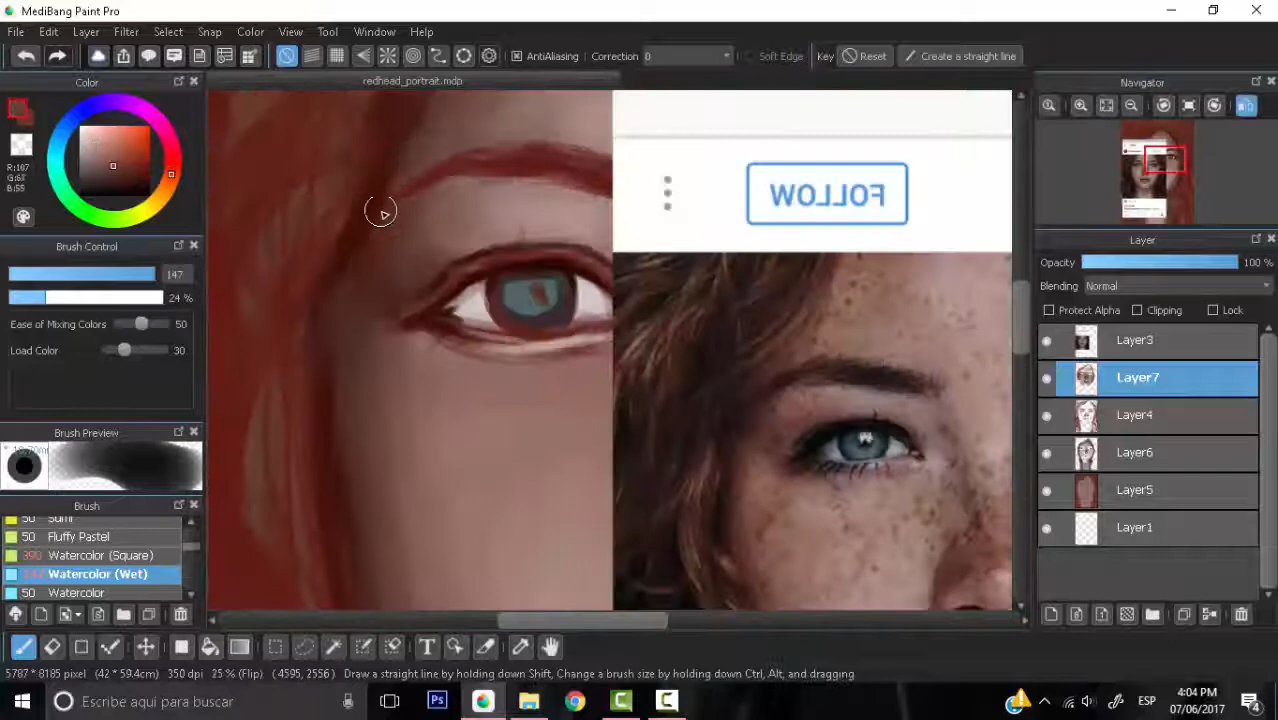 MediBang Paint Pro
File Edit Layer Filter Select Snap Color View Tool Window Help
AntiAliasing Correction 0 Soft Edge Key Reset Create a straight line
Color
redhead_portrait.mdp
Navigator
R:107
G:61
B:55
FOLLOW
Brush Control
147
24 %
Ease of Mixing Colors 50
Load Color 30
Layer
Opacity 100 %
Blending Normal
Protect Alpha Clipping Lock
Layer3
Layer7
Layer4
Layer6
Layer5
Layer1
Brush Preview
Brush
50 Sumi
50 Fluffy Pastel
390 Watercolor (Square)
Watercolor (Wet)
50 Watercolor
5787 * 8185 pixel (42 * 59.4cm) 350 dpi 25 % (Flip) (4595, 2556) Draw a straight line by holding down Shift, Change a brush size by holding down Ctrl, Alt, and dragging
Escribe aquí para buscar
Ps
ESP
4:04 PM
07/06/2017
4